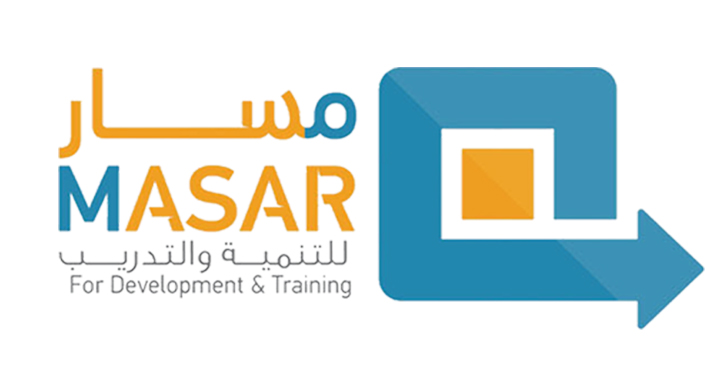 مسار
MASAR
للتنمية والتدريب
For Development & Training